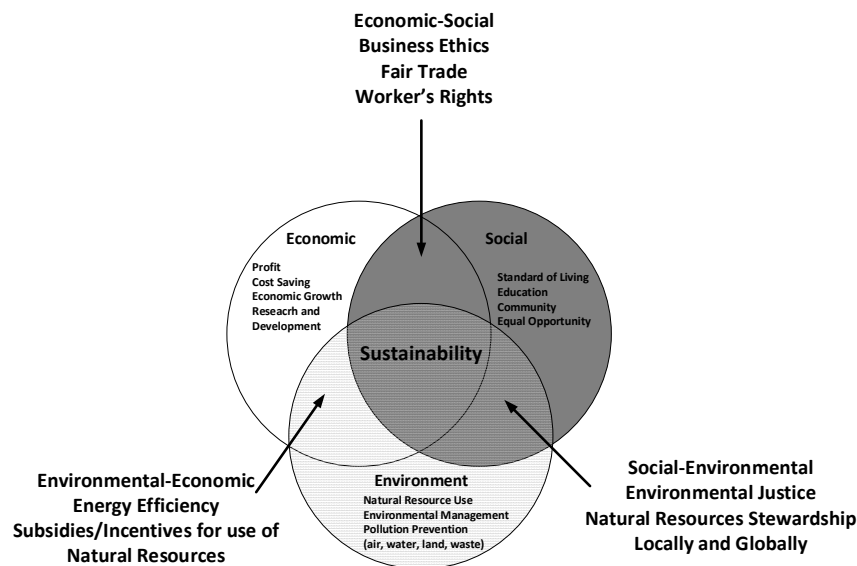 Economic-Social
Business Ethics
Fair Trade
Worker's Rights
Economic
Profit
Cost Saving
Economic Growth
Reseacrh and
Development
Social
Standard of Living
Education
Community
Equal Opportunity
Sustainability
Environment
Natural Resource Use
Environmental Management
Pollution Prevention
(air, water, land, waste)
Environmental-Economic
Energy Efficiency
Subsidies/Incentives for use of
Natural Resources
Social-Environmental
Environmental Justice
Natural Resources Stewardship
Locally and Globally